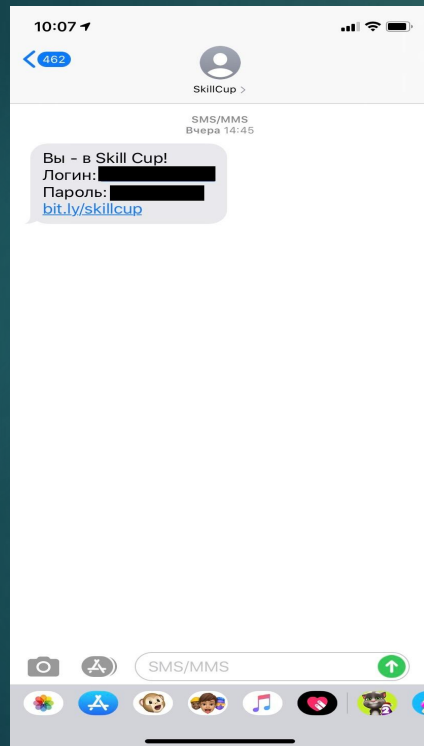 10:07
462
SkillCup >
SMS/MMS
Вчера 14:45
Вы - в Skill Cup!
Логин:
Пароль:
bit.ly/skillcup
SMS/MMS